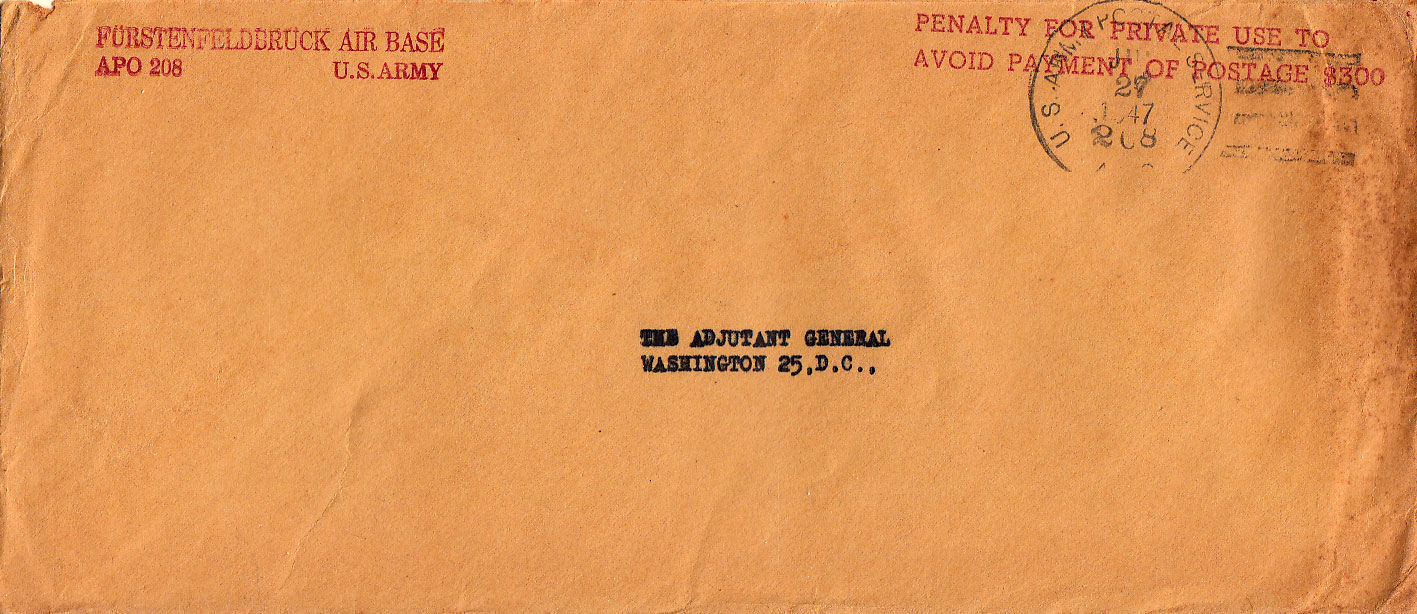 FÜRSTENFELDBRUCK AIR BASE
APO 208 U.S.ARMY
PENALTY FOR PRIVATE USE TO
AVOID PAYMENT OF POSTAGE $300
U.S. ARMY POSTAL SERVICE
27
1947
208
THE ADJUTANT GENERAL
WASHINGTON 25,D.C.,